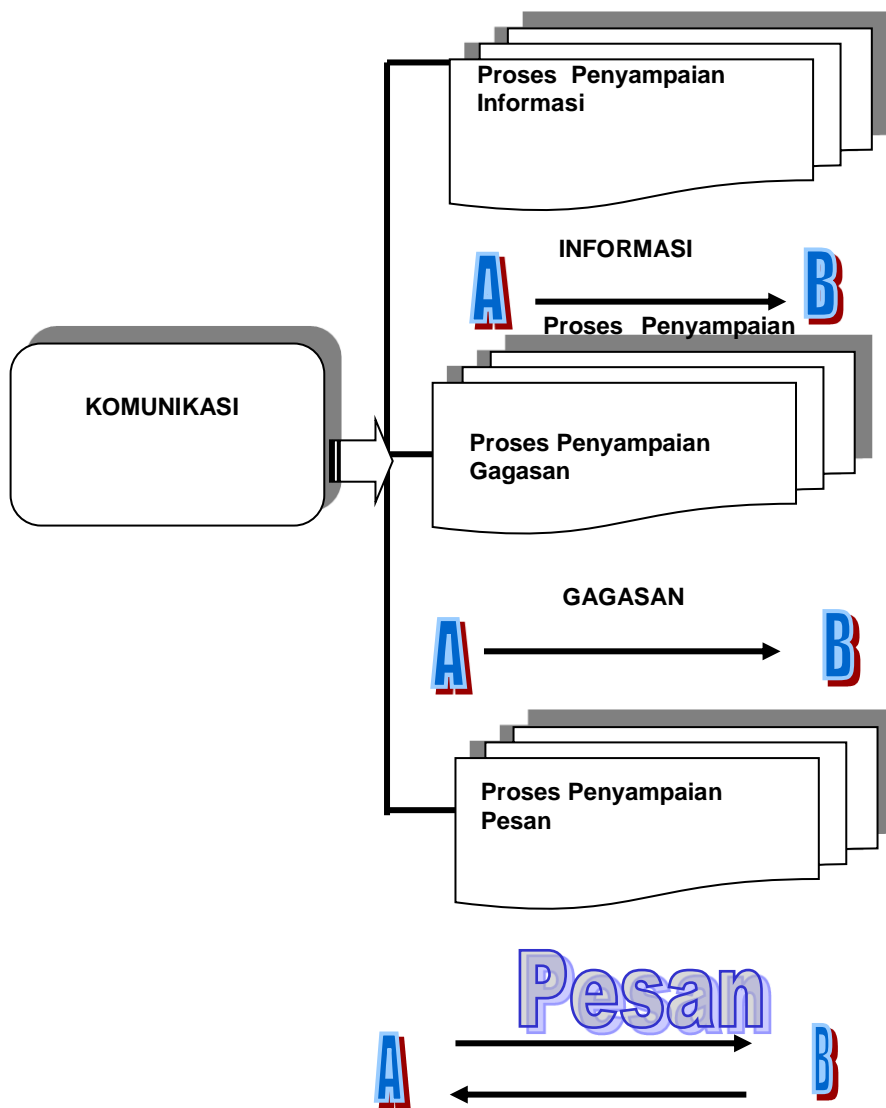 Proses Penyampaian
Informasi
INFORMASI
A B
Proses Penyampaian
KOMUNIKASI
Proses Penyampaian
Gagasan
GAGASAN
A B
Proses Penyampaian
Pesan
Pesan
A B